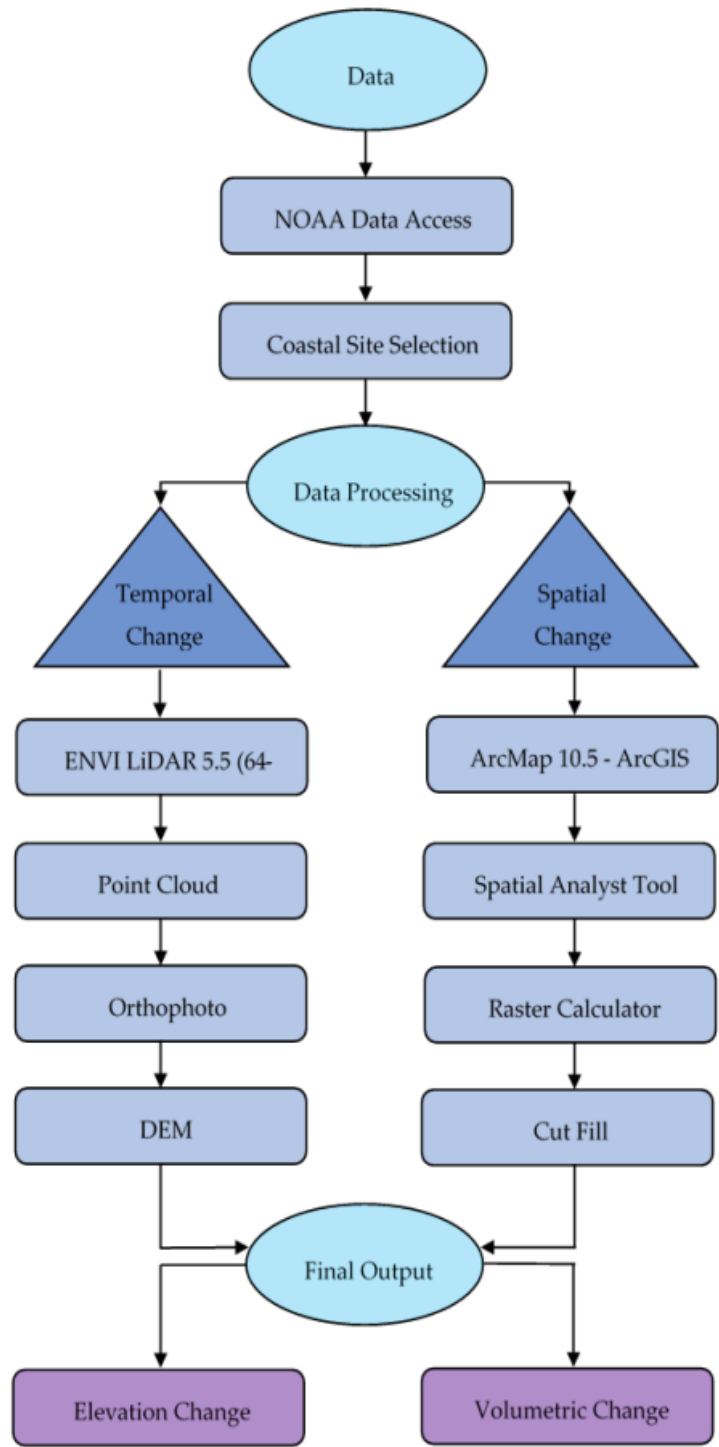 Data
NOAA Data Access
Coastal Site Selection
Data Processing
Temporal
Change
Spatial
Change
ENVI LiDAR 5.5 (64-
ArcMap 10.5 - ArcGIS
Point Cloud
Spatial Analyst Tool
Orthophoto
Raster Calculator
DEM
Cut Fill
Final Output
Elevation Change
Volumetric Change